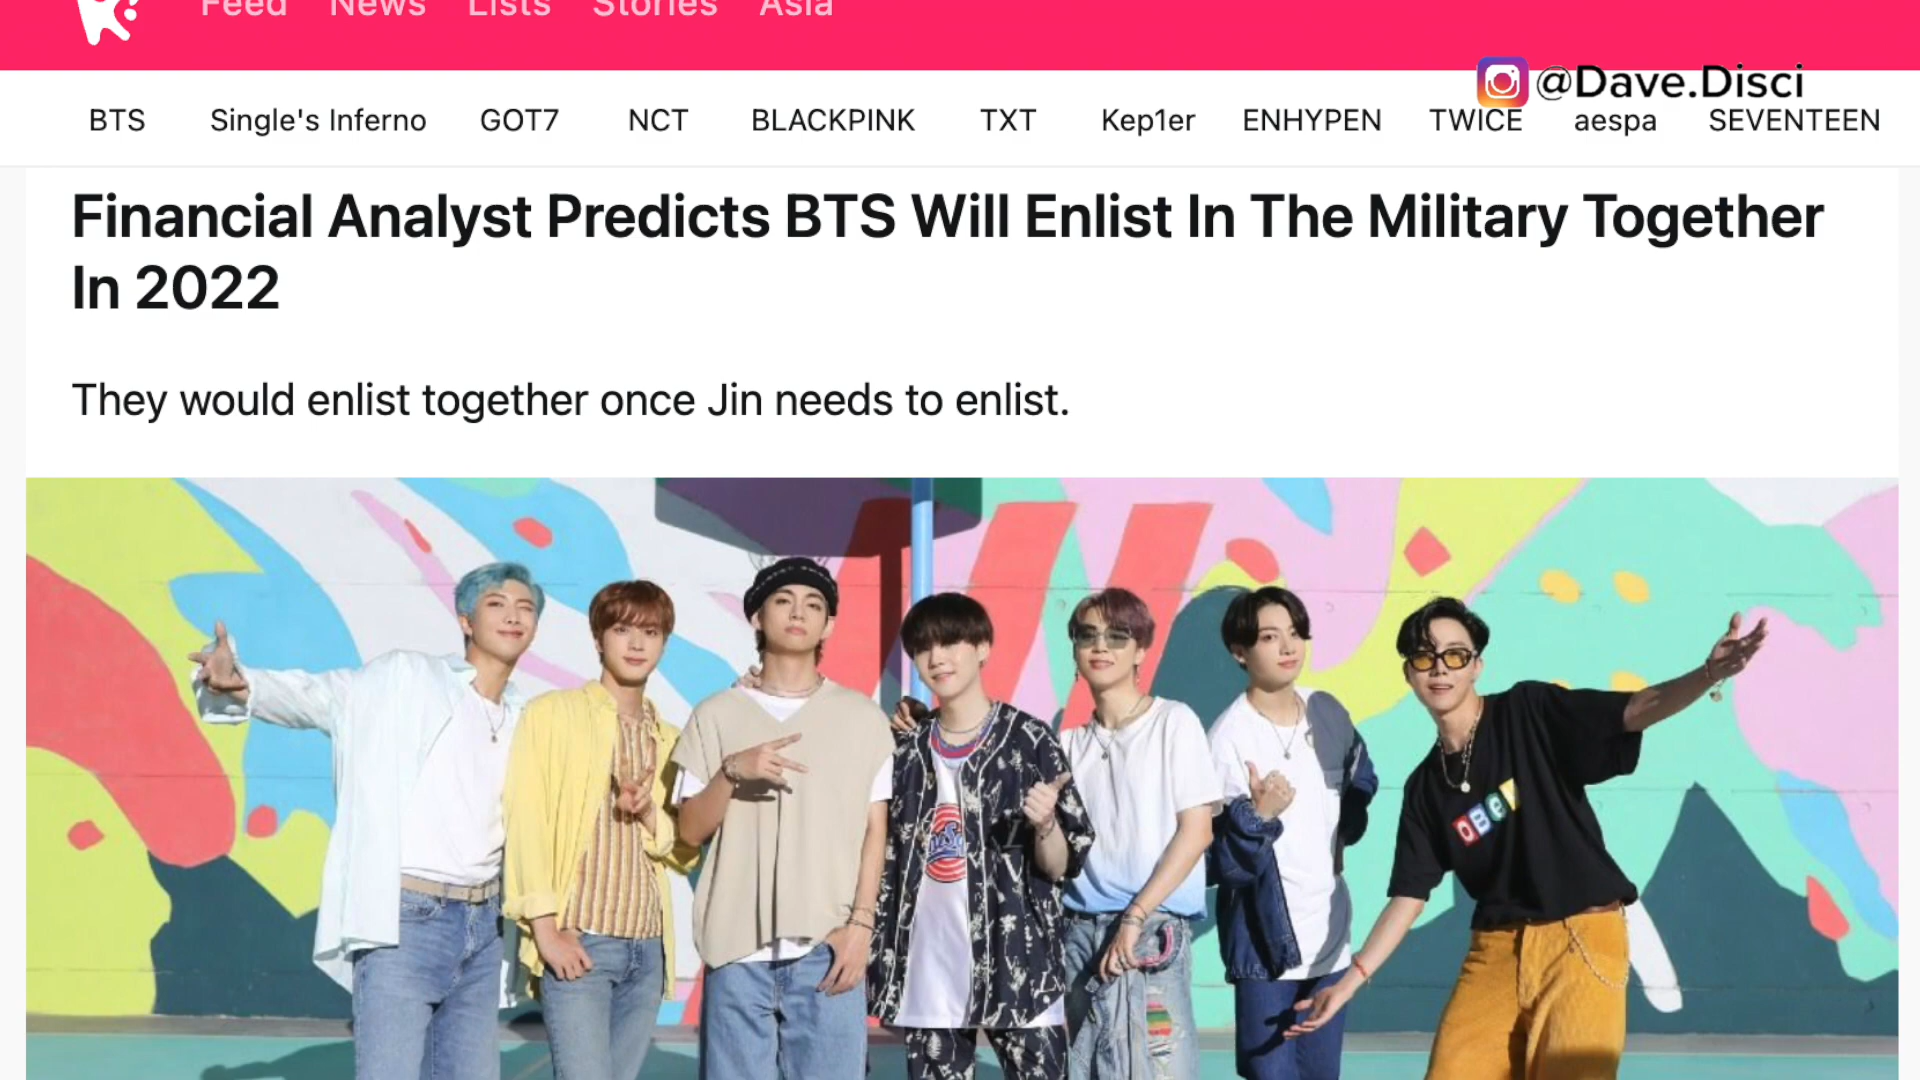 Feed News Lists Stories Asia
@Dave.Disci
BTS Single's Inferno GOT7 NCT BLACKPINK TXT Kep1er ENHYPEN TWICE aespa SEVENTEEN
Financial Analyst Predicts BTS Will Enlist In The Military Together
In 2022
They would enlist together once Jin needs to enlist.
OBEY